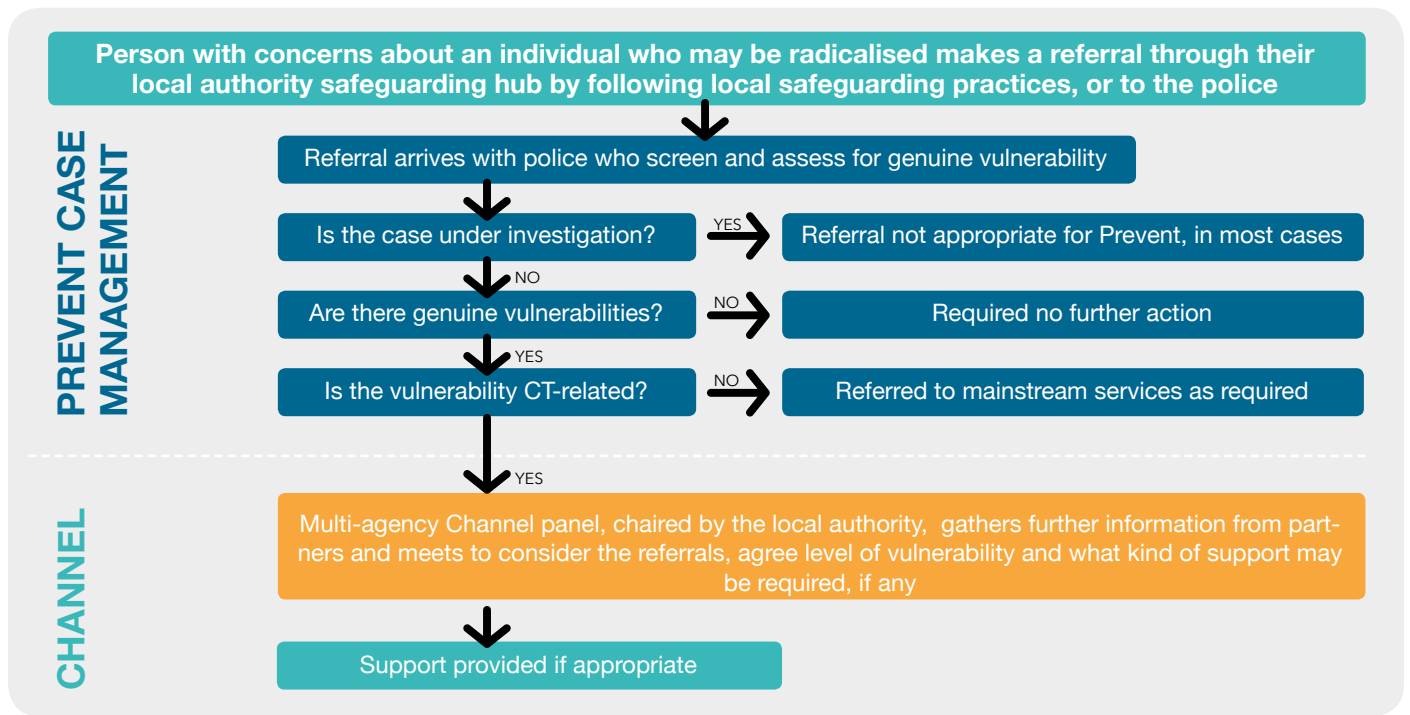 Person with concerns about an individual who may be radicalised makes a referral through their
local authority safeguarding hub by following local safeguarding practices, or to the police
PREVENT CASE
MANAGEMENT
Referral arrives with police who screen and assess for genuine vulnerability
Is the case under investigation?
YES
Referral not appropriate for Prevent, in most cases
NO
Are there genuine vulnerabilities?
NO
Required no further action
YES
Is the vulnerability CT-related?
NO
Referred to mainstream services as required
YES
CHANNEL
Multi-agency Channel panel, chaired by the local authority,  gathers further information from part-
ners and meets to consider the referrals, agree level of vulnerability and what kind of support may
be required, if any
Support provided if appropriate